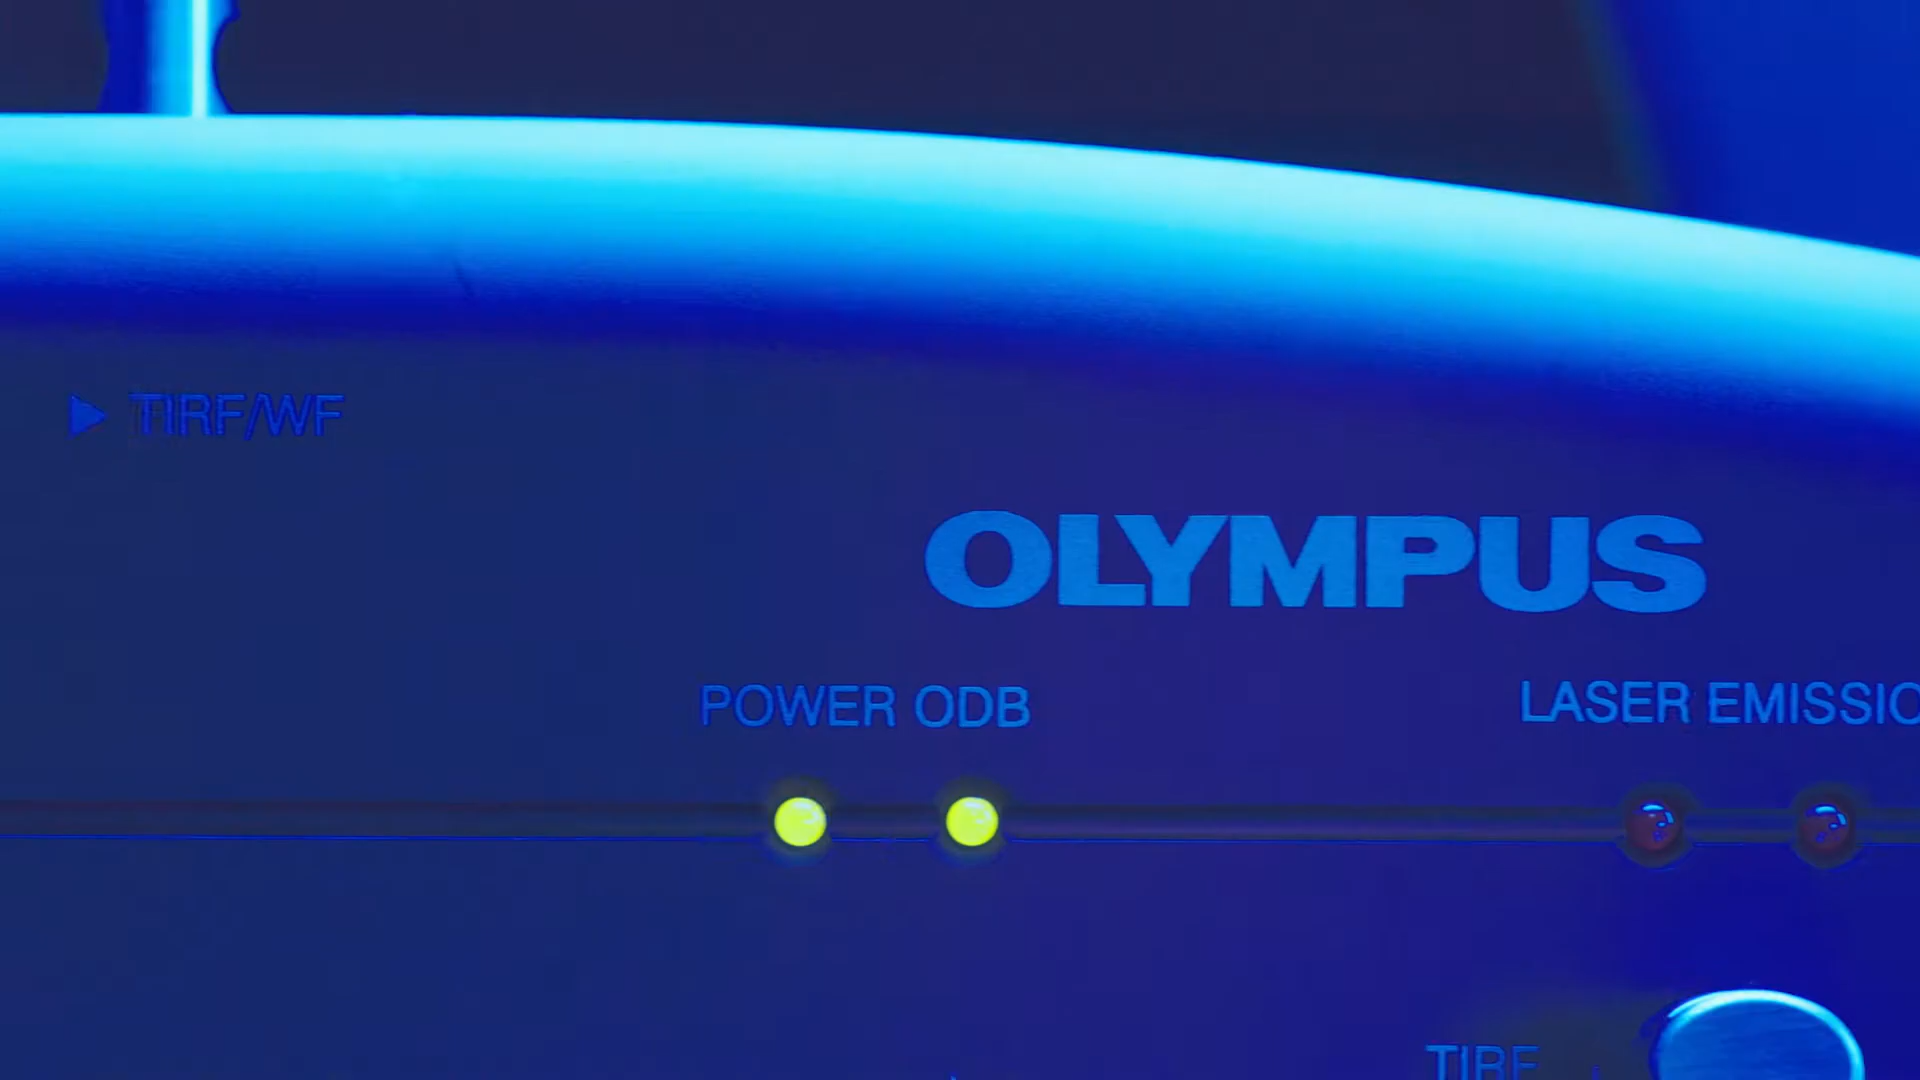 ▶ TIRF/WF
OLYMPUS
POWER ODB
LASER EMISSIO
TIRF